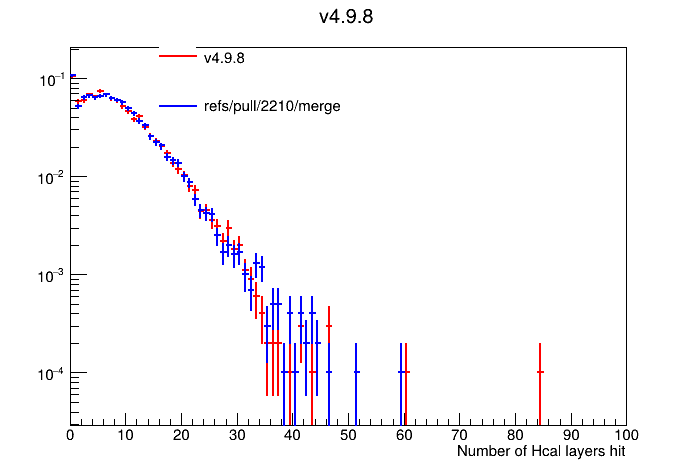 v4.9.8
v4.9.8
refs/pull/2210/merge
10⁻¹
10⁻²
10⁻³
10⁻⁴
0 10 20 30 40 50 60 70 80 90 100
Number of Hcal layers hit